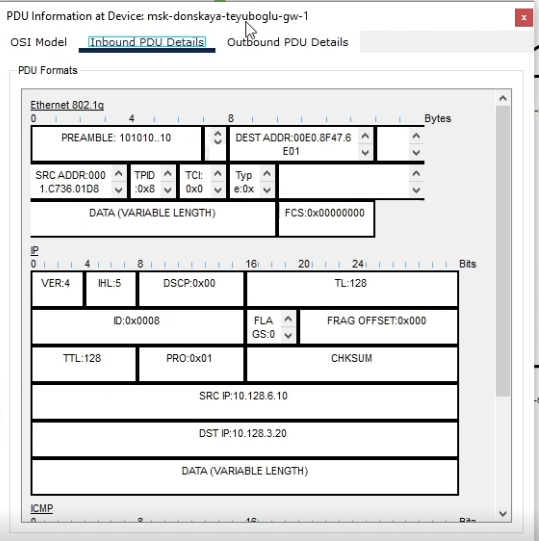 PDU Information at Device: msk-donskaya-teyuboglu-gw-1
x
OSI Model Inbound PDU Details Outbound PDU Details
PDU Formats
Ethernet 802.1q
0 4 8 Bytes
PREAMBLE: 101010..10 DEST ADDR:00E0.8F47.6E01
SRC ADDR:0001.C736.01D8 TPID:0x8 TCI:0x0 Type:0x
DATA (VARIABLE LENGTH) FCS:0x00000000
IP
0 4 8 16 20 24 Bits
VER:4 IHL:5 DSCP:0x00 TL:128
ID:0x0008 FLAGS:0 FRAG OFFSET:0x000
TTL:128 PRO:0x01 CHKSUM
SRC IP:10.128.6.10
DST IP:10.128.3.20
DATA (VARIABLE LENGTH)
ICMP
0 8 16 Bits